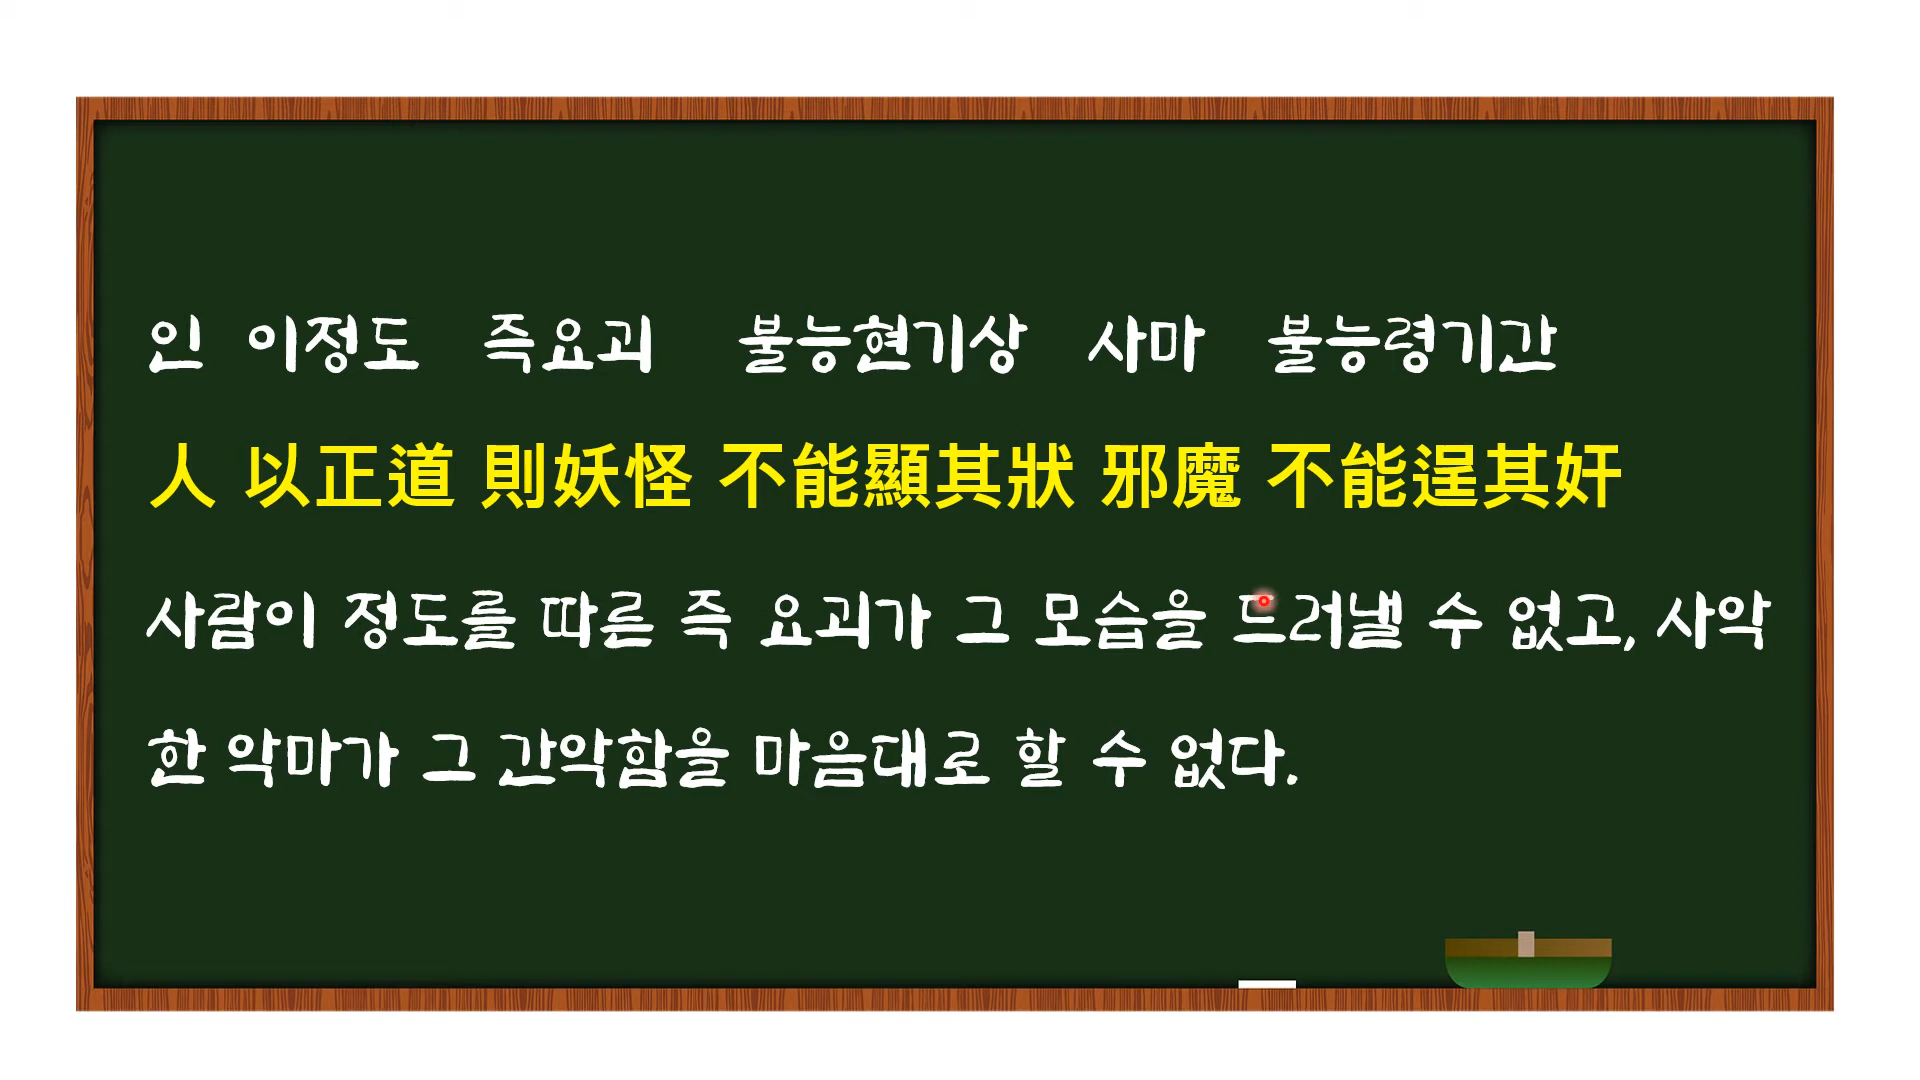 인 이정도 즉요괴 불능현기상 사마 불능령기간
人 以正道 則妖怪 不能顯其狀 邪魔 不能逞其奸
사람이 정도를 따른 즉 요괴가 그 모습을 드러낼 수 없고, 사악
한 악마가 그 간악함을 마음대로 할 수 없다.